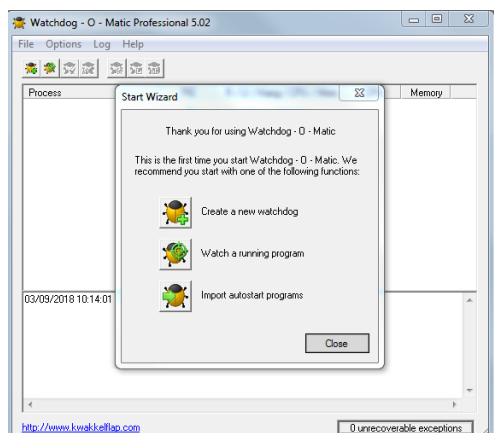 Watchdog - O - Matic Professional 5.02
File Options Log Help
Process
Memory
Start Wizard
Thank you for using Watchdog - O - Matic
This is the first time you start Watchdog - O - Matic. We
recommend you start with one of the following functions:
Create a new watchdog
Watch a running program
Import autostart programs
Close
03/09/2018 10:14:01
http://www.kwakkelflap.com
0 unrecoverable exceptions